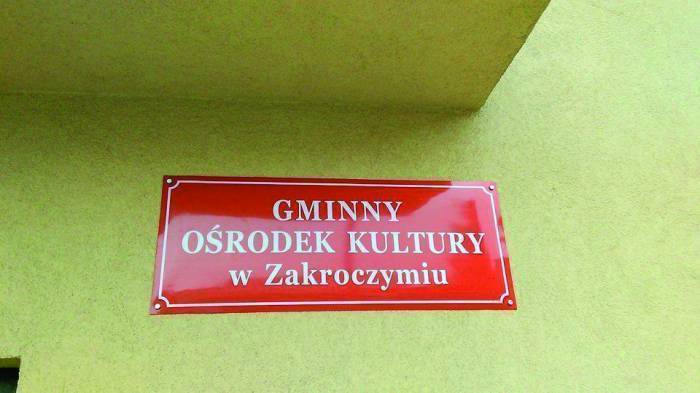 GMINNY
OŚRODEK KULTURY
w Zakroczymiu